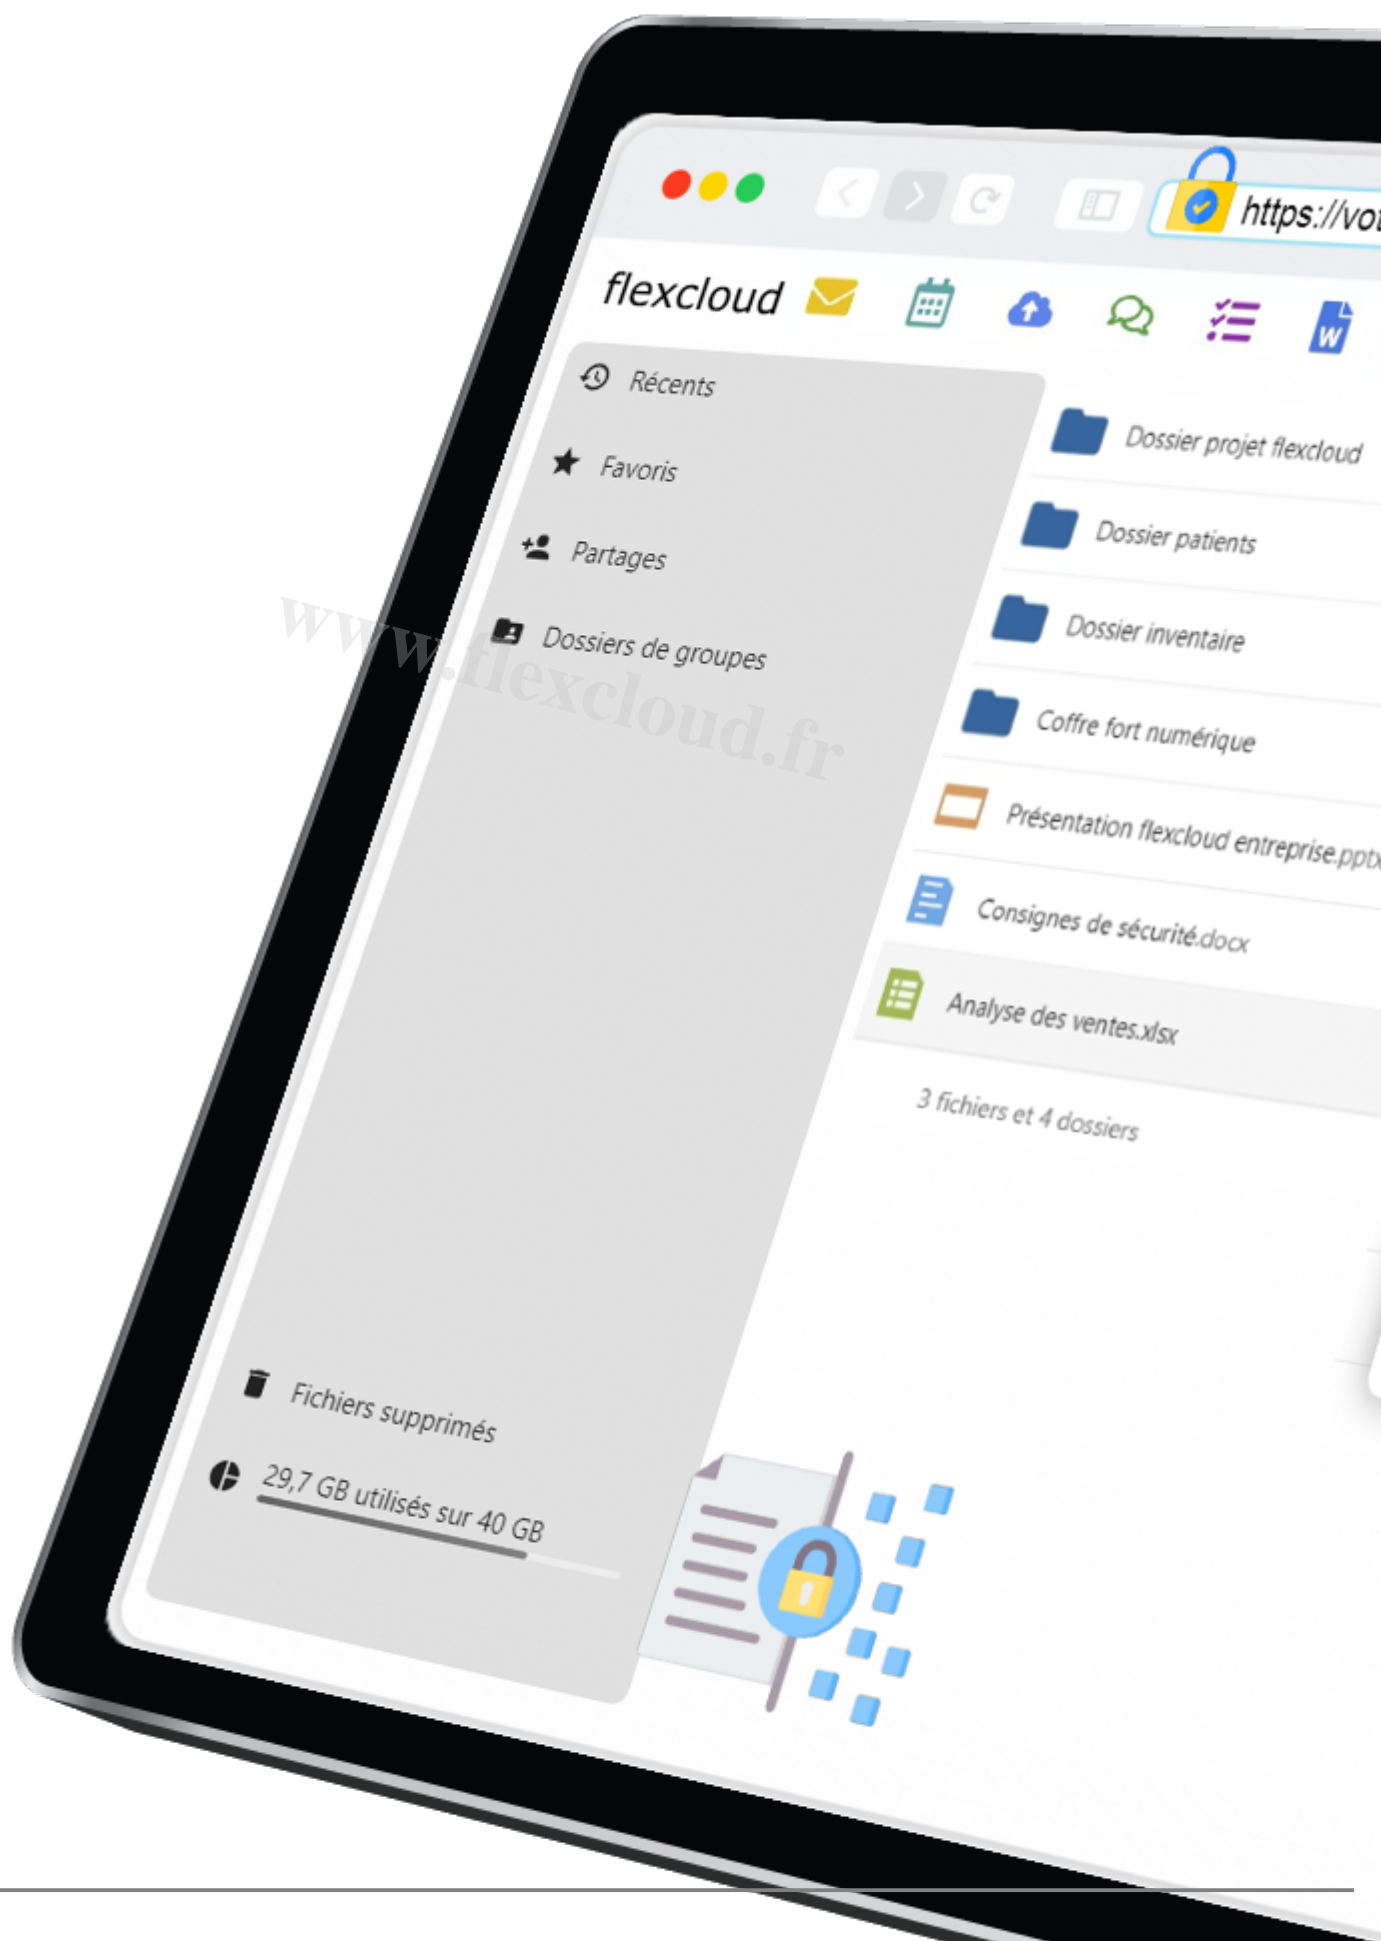 https://vot
flexcloud
W
Récents
Favoris
Partages
Dossiers de groupes
www.flexcloud.fr
Dossier projet flexcloud
Dossier patients
Dossier inventaire
Coffre fort numérique
Présentation flexcloud entreprise.pptx
Consignes de sécurité.docx
Analyse des ventes.xlsx
3 fichiers et 4 dossiers
Fichiers supprimés
29,7 GB utilisés sur 40 GB